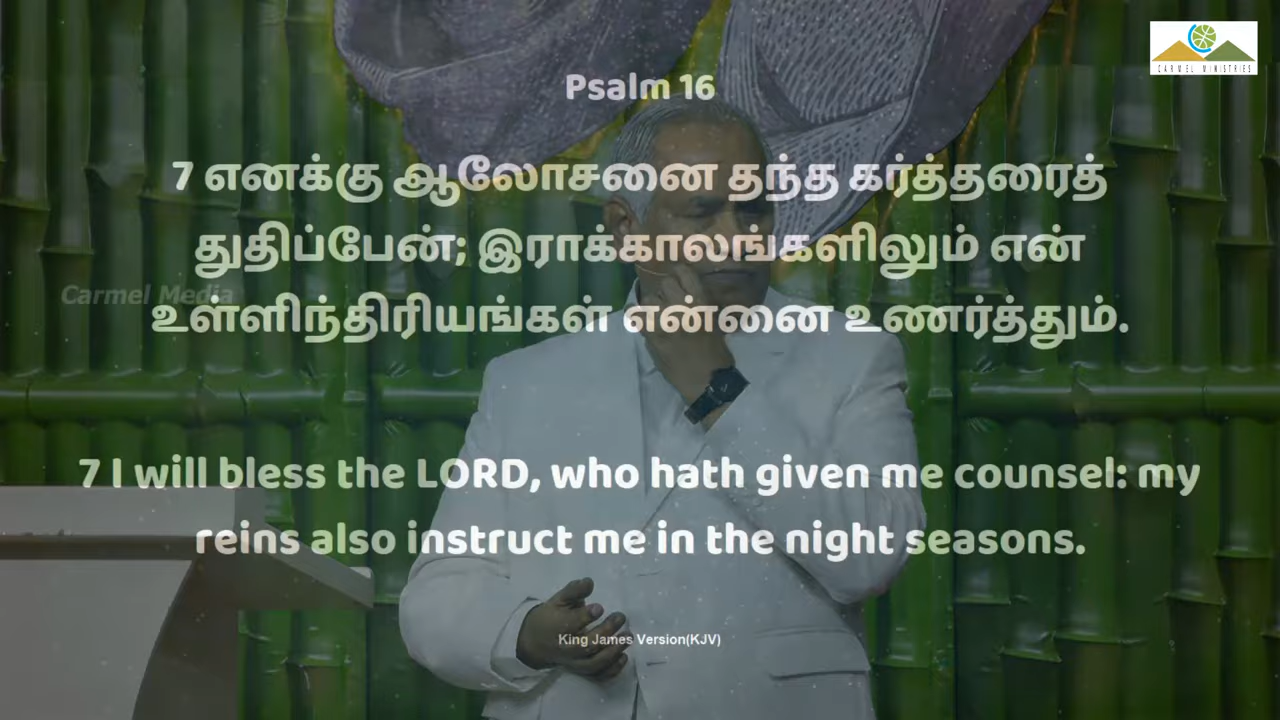 CARMEL MINISTRIES
Psalm 16
7 எனக்கு ஆலோசனை தந்த கர்த்தரைத்
துதிப்பேன்; இராக்காலங்களிலும் என்
Carmel Media
உள்ளிந்திரியங்கள் என்னை உணர்த்தும்.
7 I will bless the LORD, who hath given me counsel: my
reins also instruct me in the night seasons.
King James Version(KJV)